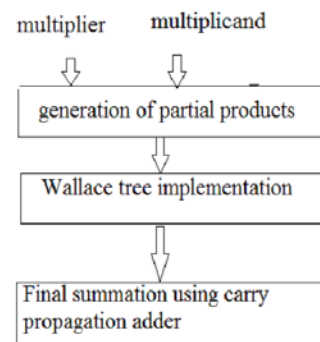 multiplier multiplicand
generation of partial products
Wallace tree implementation
Final summation using carry
propagation adder